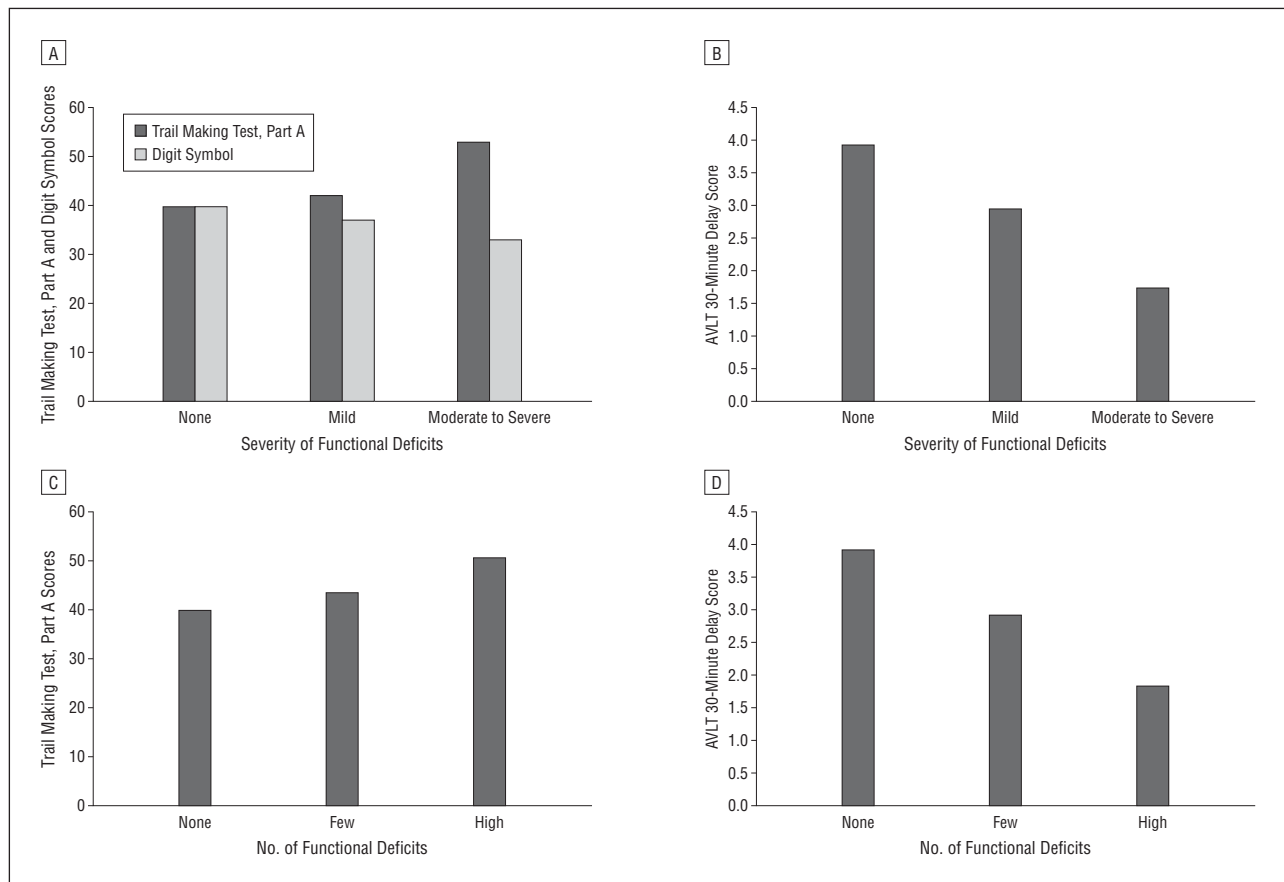 A
Trail Making Test, Part A and Digit Symbol Scores
60
50
40
30
20
10
0
Trail Making Test, Part A
Digit Symbol
None Mild Moderate to Severe
Severity of Functional Deficits
B
AVLT 30-Minute Delay Score
4.5
4.0
3.5
3.0
2.5
2.0
1.5
1.0
0.5
0.0
None Mild Moderate to Severe
Severity of Functional Deficits
C
Trail Making Test, Part A Scores
60
50
40
30
20
10
0
None Few High
No. of Functional Deficits
D
AVLT 30-Minute Delay Score
4.5
4.0
3.5
3.0
2.5
2.0
1.5
1.0
0.5
0.0
None Few High
No. of Functional Deficits